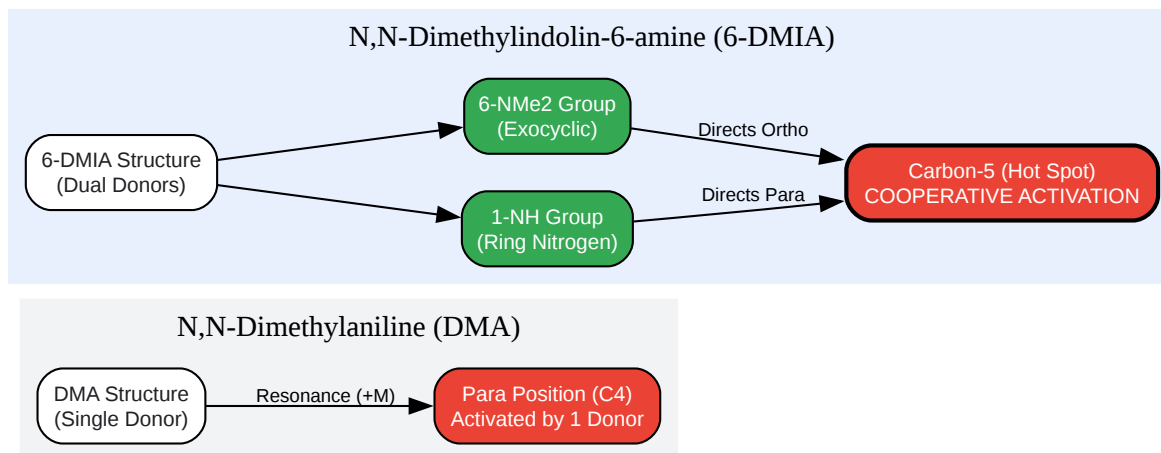 N,N-Dimethylindolin-6-amine (6-DMIA)
6-DMIA Structure
(Dual Donors)
6-NMe2 Group
(Exocyclic)
Directs Ortho
1-NH Group
(Ring Nitrogen)
Directs Para
Carbon-5 (Hot Spot)
COOPERATIVE ACTIVATION
N,N-Dimethylaniline (DMA)
DMA Structure
(Single Donor)
Resonance (+M)
Para Position (C4)
Activated by 1 Donor